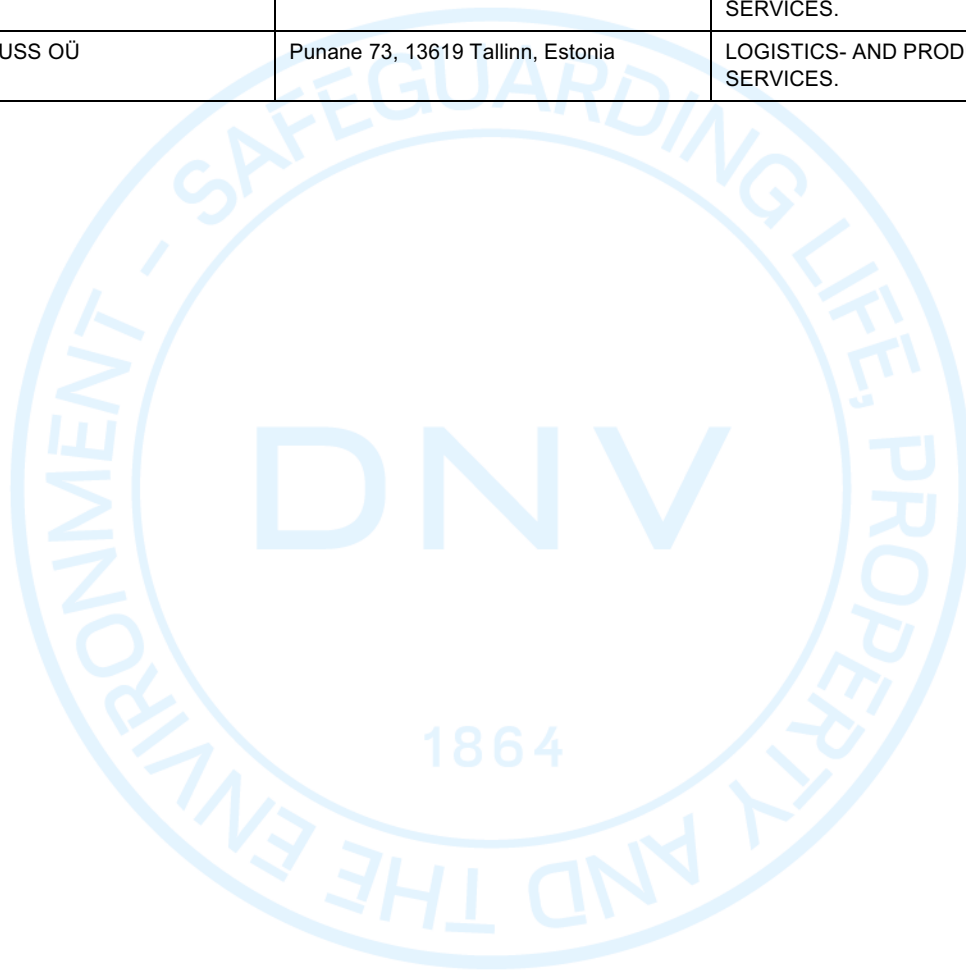 SERVICES.
USS OÜ
Punane 73, 13619 Tallinn, Estonia
LOGISTICS- AND PROD
SERVICES.
SAFEGUARDING LIFE, PROPERTY AND THE ENVIRONMENT -
DNV
1864